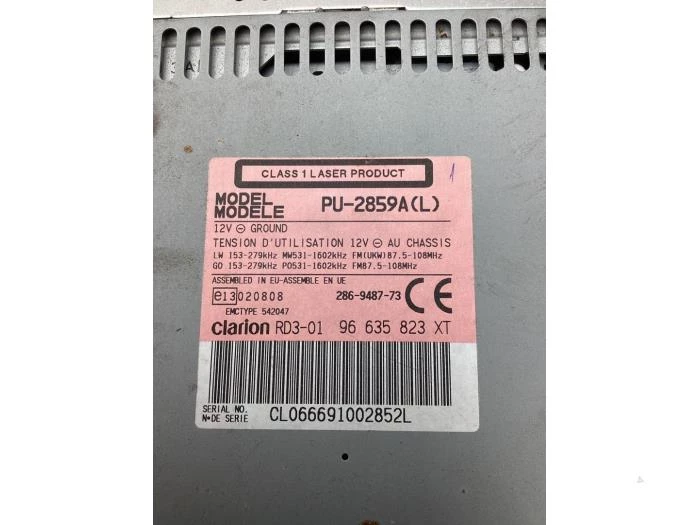 CLASS 1 LASER PRODUCT
1
MODEL
MODELE
PU-2859A(L)
12V ⊖ GROUND
TENSION D'UTILISATION 12V ⊖ AU CHASSIS
LW 153-279kHz MW531-1602kHz FM(UKW)87.5-108MHz
GO 153-279kHz PO531-1602kHz FM87.5-108MHz
ASSEMBLED IN EU-ASSEMBLE EN UE
e13 020808
286-9487-73 CE
EMCTYPE 542047
clarion RD3-01 96 635 823 XT
SERIAL NO.
N° DE SERIE
CL066691002852L